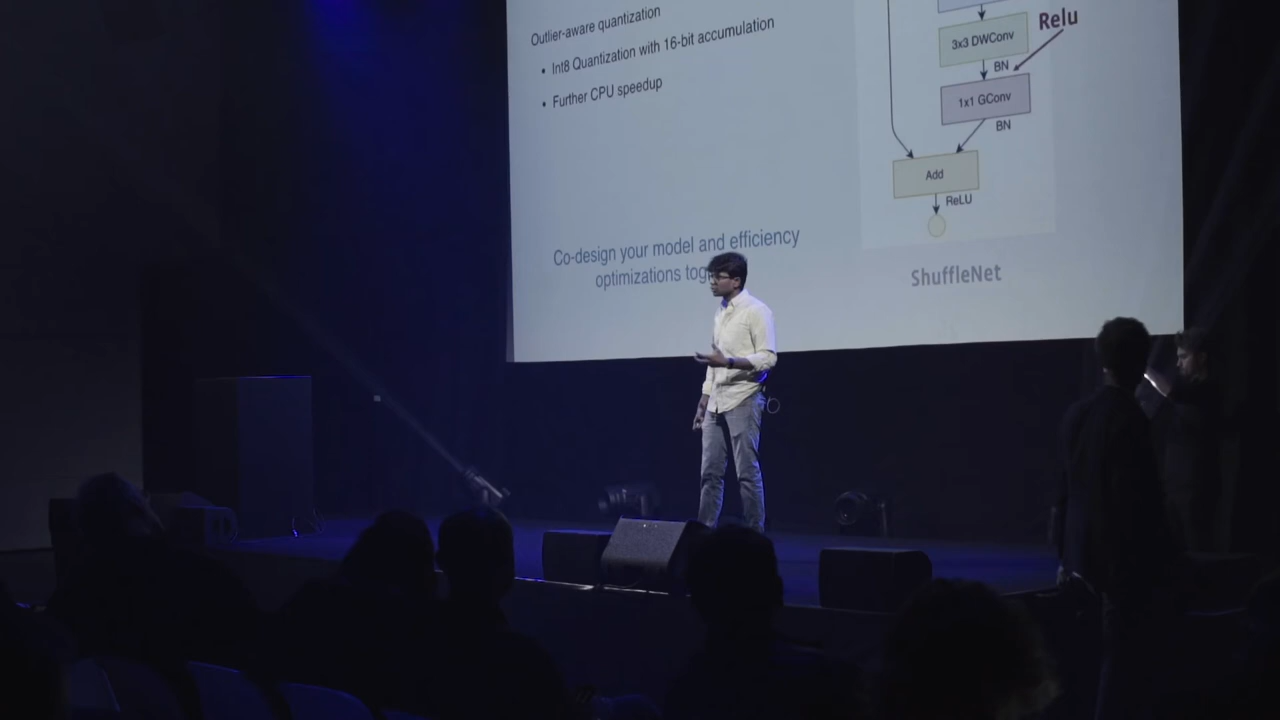 Outlier-aware quantization
• Int8 Quantization with 16-bit accumulation
• Further CPU speedup
Co-design your model and efficiency
optimizations
Relu
3x3 DWConv
BN
1x1 GConv
BN
Add
ReLU
ShuffleNet